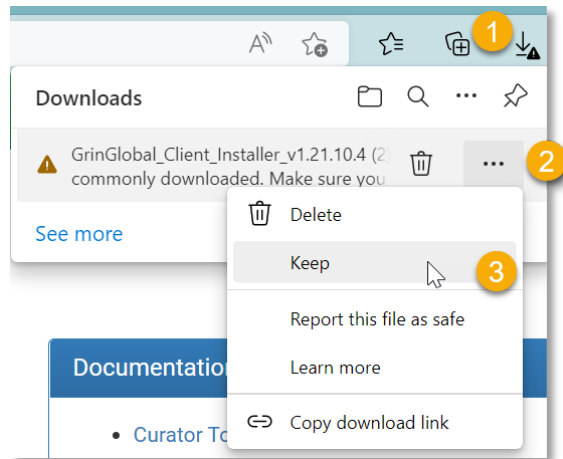 1
Downloads
GrinGlobal_Client_Installer_v1.21.10.4 (2
commonly downloaded. Make sure you
2
See more
Delete
Keep
3
Report this file as safe
Learn more
Copy download link
Documentatio
Curator To